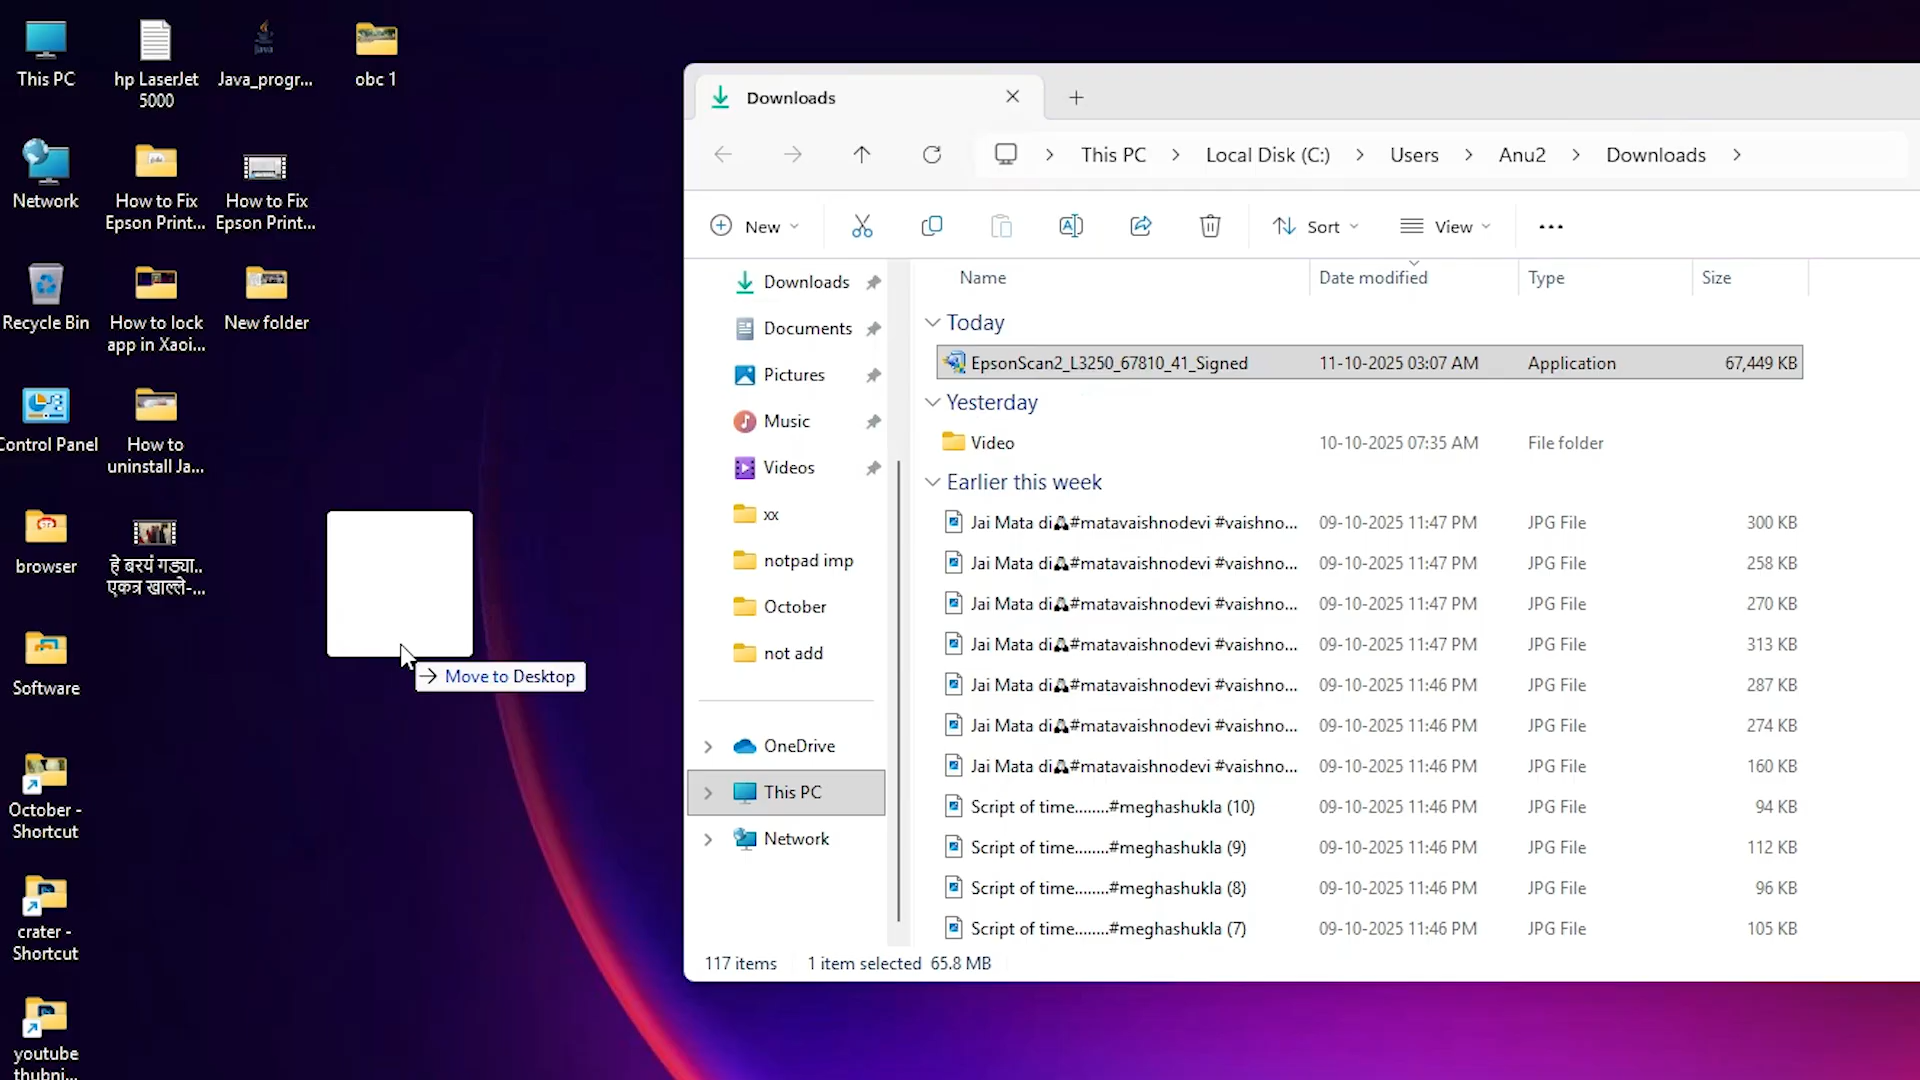 This PC
hp LaserJet
5000
Java_progr...
obc 1
Network
How to Fix
Epson Print...
How to Fix
Epson Print...
Recycle Bin
How to lock
app in Xaoi...
New folder
Control Panel
How to
uninstall Ja...
browser
हे बरयं गड्या..
एकत्र खाल्ले-...
Software
October -
Shortcut
crater -
Shortcut
youtube
thubni...
Move to Desktop
Downloads
This PC
Local Disk (C:)
Users
Anu2
Downloads
New
Sort
View
Downloads
Documents
Pictures
Music
Videos
xx
notpad imp
October
not add
OneDrive
This PC
Network
Name Date modified Type Size
Today
EpsonScan2_L3250_67810_41_Signed 11-10-2025 03:07 AM Application 67,449 KB
Yesterday
Video 10-10-2025 07:35 AM File folder
Earlier this week
Jai Mata di🙏#matavaishnodevi #vaishno... 09-10-2025 11:47 PM JPG File 300 KB
Jai Mata di🙏#matavaishnodevi #vaishno... 09-10-2025 11:47 PM JPG File 258 KB
Jai Mata di🙏#matavaishnodevi #vaishno... 09-10-2025 11:47 PM JPG File 270 KB
Jai Mata di🙏#matavaishnodevi #vaishno... 09-10-2025 11:47 PM JPG File 313 KB
Jai Mata di🙏#matavaishnodevi #vaishno... 09-10-2025 11:46 PM JPG File 287 KB
Jai Mata di🙏#matavaishnodevi #vaishno... 09-10-2025 11:46 PM JPG File 274 KB
Jai Mata di🙏#matavaishnodevi #vaishno... 09-10-2025 11:46 PM JPG File 160 KB
Script of time........#meghashukla (10) 09-10-2025 11:46 PM JPG File 94 KB
Script of time........#meghashukla (9) 09-10-2025 11:46 PM JPG File 112 KB
Script of time........#meghashukla (8) 09-10-2025 11:46 PM JPG File 96 KB
Script of time........#meghashukla (7) 09-10-2025 11:46 PM JPG File 105 KB
117 items 1 item selected 65.8 MB